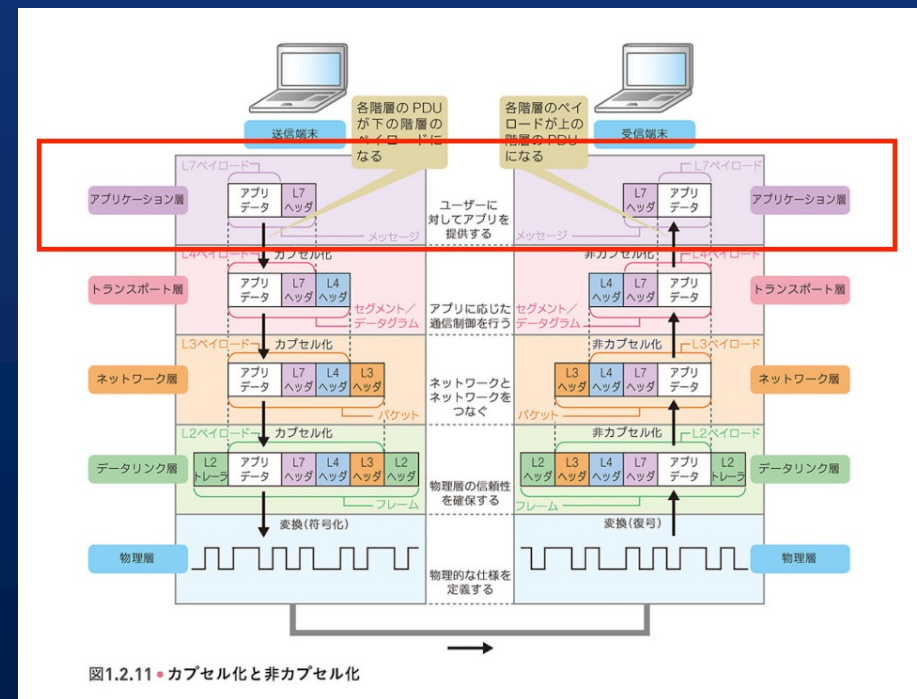 各階層のPDU
が下の階層の
ペイロードに
なる
各階層のペイ
ロードが上の
階層のPDU
になる
送信端末
受信端末
アプリケーション層
L7ペイロード
アプリ
データ
L7
ヘッダ
メッセージ
ユーザーに
対してアプリを
提供する
L7ペイロード
L7
ヘッダ
アプリ
データ
メッセージ
アプリケーション層
トランスポート層
L4ペイロード
カプセル化
アプリ
データ
L7
ヘッダ
L4
ヘッダ
セグメント/
データグラム
アプリに応じた
通信制御を行う
非カプセル化
L4ペイロード
L4
ヘッダ
L7
ヘッダ
アプリ
データ
セグメント/
データグラム
トランスポート層
ネットワーク層
L3ペイロード
カプセル化
アプリ
データ
L7
ヘッダ
L4
ヘッダ
L3
ヘッダ
パケット
ネットワークと
ネットワークを
つなぐ
非カプセル化
L3ペイロード
L3
ヘッダ
L4
ヘッダ
L7
ヘッダ
アプリ
データ
パケット
ネットワーク層
データリンク層
L2ペイロード
カプセル化
L2
トレーラ
アプリ
データ
L7
ヘッダ
L4
ヘッダ
L3
ヘッダ
L2
ヘッダ
フレーム
物理層の信頼性
を確保する
非カプセル化
L2ペイロード
L2
ヘッダ
L3
ヘッダ
L4
ヘッダ
L7
ヘッダ
アプリ
データ
L2
トレーラ
フレーム
データリンク層
物理層
変換(符号化)
物理的な仕様を
定義する
変換(復号)
物理層
図1.2.11•カプセル化と非カプセル化